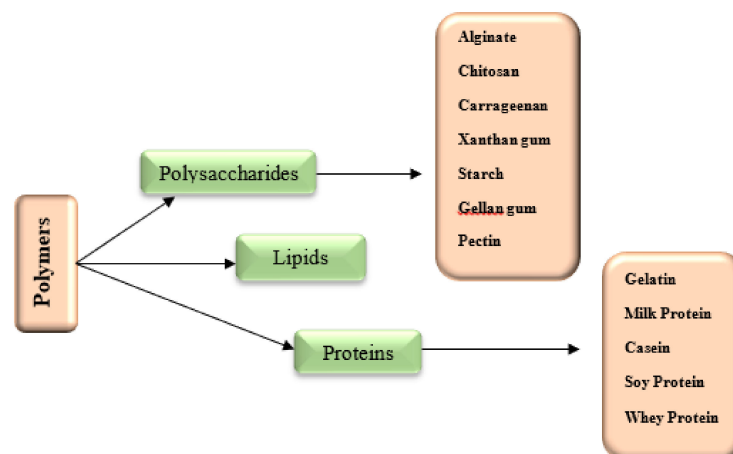 Polymers
Polysaccharides
Lipids
Proteins
Alginate
Chitosan
Carrageenan
Xanthan gum
Starch
Gellan gum
Pectin
Gelatin
Milk Protein
Casein
Soy Protein
Whey Protein